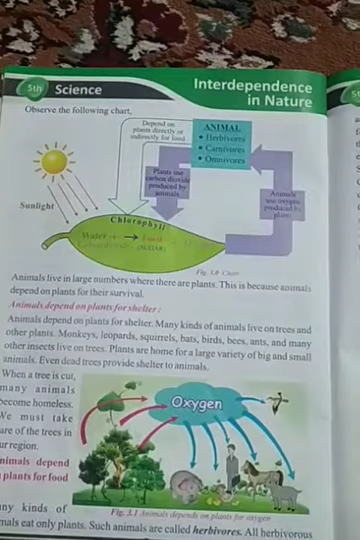 5th Science
Interdependence
in Nature
Observe the following chart,
Depend on
plants directly or
indirectly for food
ANIMAL
• Herbivores
• Carnivores
• Omnivores
Plants use
carbon dioxide
produced by
animals
Animals
use oxygen
produced by
plants
Sunlight
Chlorophyll
Water
Food
(SUGAR)
Fig. 3.0 Chart
Animals live in large numbers where there are plants. This is because animals
depend on plants for their survival.
Animals depend on plants for shelter :
Animals depend on plants for shelter. Many kinds of animals live on trees and
other plants. Monkeys, leopards, squirrels, bats, birds, bees, ants, and many
other insects live on trees. Plants are home for a large variety of big and small
animals. Even dead trees provide shelter to animals.
When a tree is cut,
many animals
become homeless.
We must take
are of the trees in
ur region.
nimals depend
plants for food
Oxygen
Fig. 3.1 Animals depends on plants for oxygen
ny kinds of
mals eat only plants. Such animals are called herbivores. All herbivorous